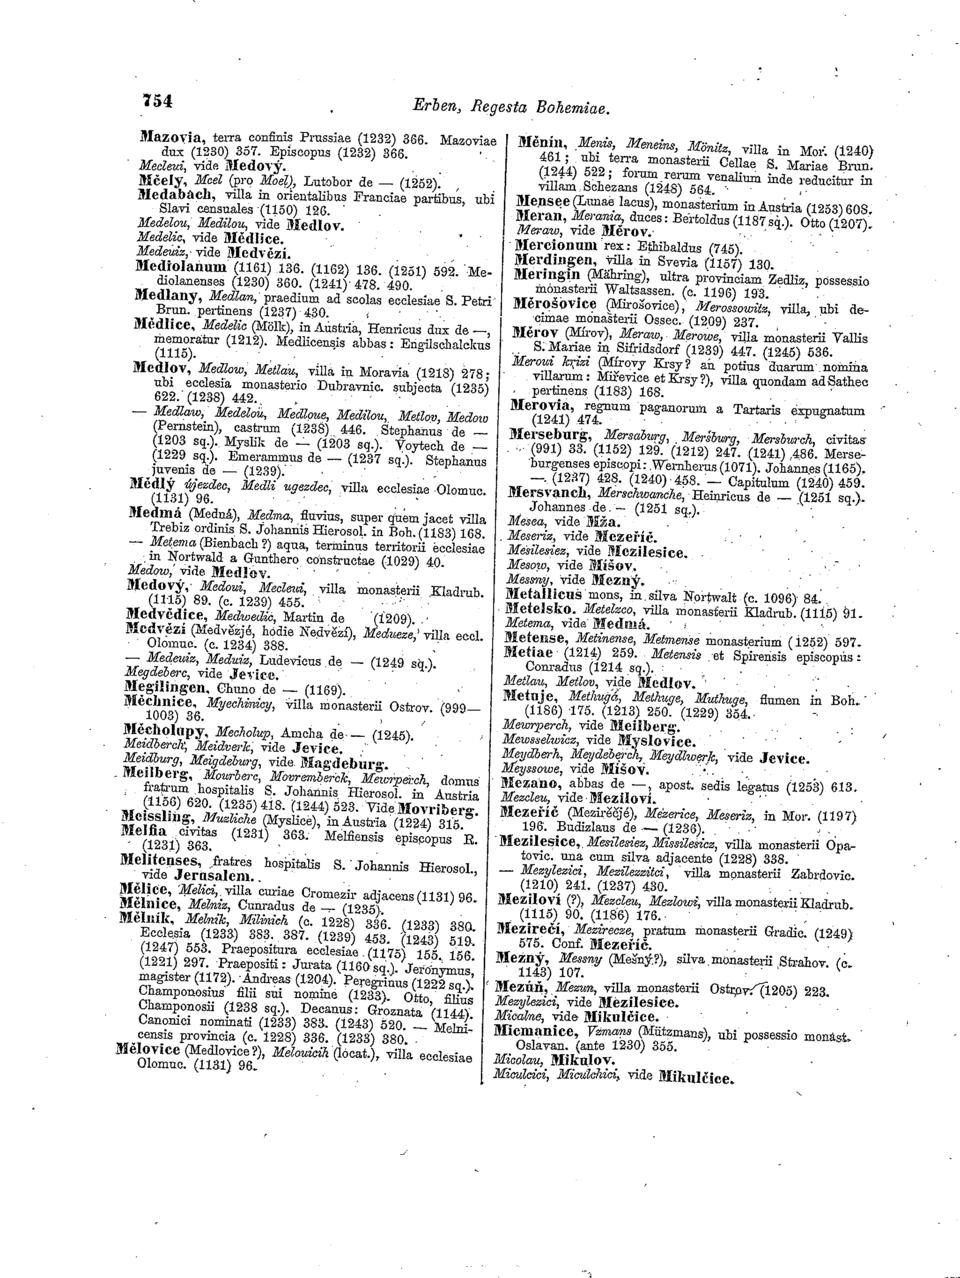 754
Erben, Regesta Bohemiae.
Mazovia, terra confinis Prussiae (1232) 366. Mazoviae
dux (1230) 357. Episcopus (1232) 366.
Mecleui, vide Medový.
Měely, Mcel (pro Moel), Lutobor de — (1252).
Medabach, villa in orientalibus Franciae partibus, ubi
Slavi censuales (1150) 126.
Medelou, Medilou, vide Medlov.
Medelic, vide Mědlice.
Medeuiz, vide Medvězí.
Mediolanum (1161) 136. (1162) 136. (1251) 592. Me-
diolanenses (1230) 360. (1241) 478. 490.
Medlany, Medlan, praedium ad scolas ecclesiae S. Petri
Brun. pertinens (1237) 430.
Mědlice, Medelic (Mölk), in Austria, Henricus dux de —,
memoratur (1212). Medlicensis abbas: Engilschalckus
(1115).
Medlov, Medlow, Metlau, villa in Moravia (1218) 278;
ubi ecclesia monasterio Dubravnic. subjecta (1235)
622. (1238) 442.
— Medlaw, Medelou, Medloue, Medilou, Metlov, Medow
(Pernstein), castrum (1238) 446. Stephanus de —
(1203 sq.). Myslik de — (1203 sq.). Voytech de —
(1229 sq.). Emerammus de — (1237 sq.). Stephanus
juvenis de — (1239).
Mědlý újezdec, Medli ugezdec, villa ecclesiae Olomuc.
(1131) 96.
Medmá (Medná), Medma, fluvius, super quem jacet villa
Trebiz ordinis S. Johannis Hierosol. in Boh. (1183) 168.
— Metema (Bienbach?) aqua, terminus territorii ecclesiae
in Nortwald a Gunthero constructae (1029) 40.
Medow, vide Medlov.
Medový, Medoui, Mecleui, villa monasterii Kladrub.
(1115) 89. (c. 1239) 455.
Medvědice, Medwedic, Martin de (1209).
Medvězí (Medvězjé, hodie Nedvězí), Medueze, villa eccl.
Olomuc. (c. 1234) 388.
— Medeuiz, Meduiz, Ludevicus de — (1249 sq.).
Megdeberc, vide Jevice.
Megilingen, Chuno de — (1169).
Měchnice, Myechinicy, villa monasterii Ostrov. (999—
1003) 36.
Měcholupy, Mecholup, Amcha de — (1245).
Meidberch, Meidverk, vide Jevice.
Meidburg, Meigdeburg, vide Magdeburg.
Meilberg, Mourberc, Movremberck, Mewrperch, domus
fratrum hospitalis S. Johannis Hierosol. in Austria
(1156) 620. (1235) 418. (1244) 523. Vide Movriberg.
Meissling, Muzliche (Myslice), in Austria (1224) 315.
Melfia civitas (1231) 363. Melfiensis episcopus R.
(1231) 363.
Melitenses, fratres hospitalis S. Johannis Hierosol.,
vide Jerusalem.
Mělice, Melici, villa curiae Cromezir adjacens (1131) 96.
Mělnice, Melniz, Cunradus de — (1235).
Mělník, Melnik, Milinich (c. 1228) 336. (1233) 380.
Ecclesia (1233) 383. 387. (1239) 453. (1243) 519.
(1247) 553. Praepositura ecclesiae (1175) 155. 156.
(1221) 297. Praepositi: Jurata (1160 sq.). Jeronymus,
magister (1172). Andreas (1204). Peregrinus (1222 sq.).
Champonosius filii sui nomine (1233). Otto, filius
Champonosii (1238 sq.). Decanus: Groznata (1144).
Canonici nominati (1233) 383. (1243) 520. — Melni-
censis provincia (c. 1228) 336. (1233) 380.
Mělovice (Medlovice?), Melouicih (locat.), villa ecclesiae
Olomuc. (1131) 96.
Měnín, Menis, Meneins, Mönitz, villa in Mor. (1240)
461; ubi terra monasterii Cellae S. Mariae Brun.
(1244) 522; forum rerum venalium inde reducitur in
villam Schezans (1248) 564.
Mensee (Lunae lacus), monasterium in Austria (1253) 608.
Meran, Merania, duces: Bertoldus (1187 sq.). Otto (1207).
Meraw, vide Měrov.
Mercionum rex: Ethibaldus (745).
Merdingen, villa in Svevia (1157) 130.
Meringin (Mähring), ultra provinciam Zedliz, possessio
monasterii Waltsassen. (c. 1196) 193.
Měrošovice (Mirošovice), Merossowitz, villa, ubi de-
cimae monasterii Ossec. (1209) 237.
Měrov (Mírov), Meraw, Merowe, villa monasterii Vallis
S. Mariae in Sifridsdorf (1239) 447. (1245) 536.
Merowi krizi (Mírovy Krsy? an potius duarum nomina
villarum: Miřevice et Krsy?), villa quondam ad Sathec
pertinens (1183) 168.
Merovia, regnum paganorum a Tartaris expugnatum
(1241) 474.
Merseburg, Mersaburg, Mersburg, Mersburch, civitas
(991) 33. (1152) 129. (1212) 247. (1241) 486. Merse-
burgenses episcopi: Wernherus (1071). Johannes (1165).
—. (1237) 428. (1240) 458. — Capitulum (1240) 459.
Mersvanch, Merschwanche, Heinricus de — (1251 sq.).
Johannes de — (1251 sq.).
Mesea, vide Mža.
Meseriz, vide Mezeříč.
Mesilesiez, vide Mezilesice.
Mesow, vide Míšov.
Messny, vide Mezný.
Metallicus mons, in silva Nortwalt (c. 1096) 84.
Metelsko, Metelzco, villa monasterii Kladrub. (1115) 91.
Metema, vide Medmá.
Metense, Metinense, Metmense monasterium (1252) 597.
Metiae (1214) 259. Metensis et Spirensis episcopus:
Conradus (1214 sq.).
Metlau, Metlov, vide Medlov.
Metuje, Methugá, Methuge, Muthuge, flumen in Boh.
(1186) 175. (1213) 250. (1229) 354.
Mewrperch, vide Meilberg.
Mewsselwicz, vide Myslovice.
Meydberh, Meydeberch, Meydlwerk, vide Jevice.
Meyssowe, vide Míšov.
Mezano, abbas de —, apost. sedis legatus (1253) 613.
Mezcleu, vide Meziloví.
Mezeříč (Meziřěčjé), Mezerice, Meseriz, in Mor. (1197)
196. Budizlaus de — (1236).
Mezilesice, Mesilesiez, Missilesicz, villa monasterii Opa-
tovic. una cum silva adjacente (1228) 338.
— Mezylezici, Mezilezzitci, villa monasterii Zabrdovic.
(1210) 241. (1237) 430.
Meziloví (?), Mezcleu, Mezlowi, villa monasterii Kladrub.
(1115) 90. (1186) 176.
Mezireči, Mezirecze, pratum monasterii Gradic. (1249)
575. Conf. Mezeříč.
Mezný, Messny (Mešný?), silva monasterii Strahov. (c.
1143) 107.
Mezúň, Mezun, villa monasterii Ostrov. (1205) 223.
Mezylezici, vide Mezilesice.
Micalne, vide Mikulčice.
Micmanice, Vzmans (Mützmans), ubi possessio monast.
Oslavan. (ante 1230) 355.
Micolau, Mikulov.
Miculcici, Miculchici, vide Mikulčice.